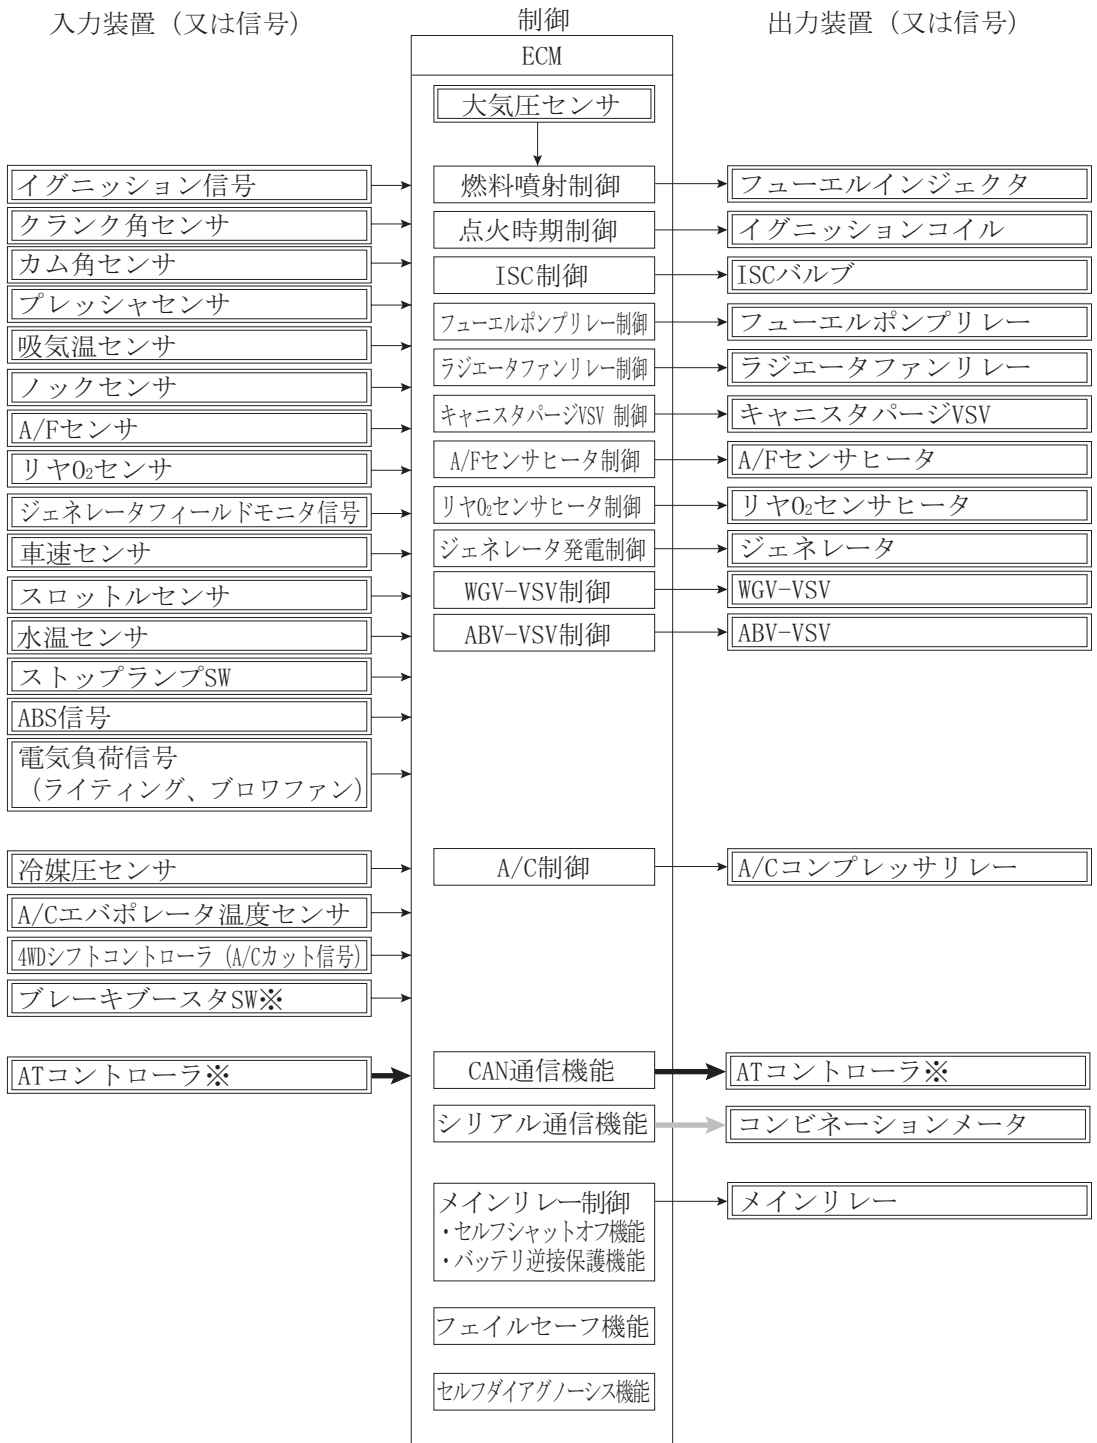 入力装置（又は信号）
制御
出力装置（又は信号）
ECM
大気圧センサ
イグニッション信号
クランク角センサ
カム角センサ
プレッシャセンサ
吸気温センサ
ノックセンサ
A/Fセンサ
リヤO₂センサ
ジェネレータフィールドモニタ信号
車速センサ
スロットルセンサ
水温センサ
ストップランプSW
ABS信号
電気負荷信号
（ライティング、ブロワファン）
冷媒圧センサ
A/Cエバポレータ温度センサ
4WDシフトコントローラ（A/Cカット信号）
ブレーキブースタSW※
ATコントローラ※
燃料噴射制御
点火時期制御
ISC制御
フューエルポンプリレー制御
ラジエータファンリレー制御
キャニスタパージVSV 制御
A/Fセンサヒータ制御
リヤO₂センサヒータ制御
ジェネレータ発電制御
WGV-VSV制御
ABV-VSV制御
A/C制御
CAN通信機能
シリアル通信機能
メインリレー制御
・セルフシャットオフ機能
・バッテリ逆接保護機能
フェイルセーフ機能
セルフダイアグノーシス機能
フューエルインジェクタ
イグニッションコイル
ISCバルブ
フューエルポンプリレー
ラジエータファンリレー
キャニスタパージVSV
A/Fセンサヒータ
リヤO₂センサヒータ
ジェネレータ
WGV-VSV
ABV-VSV
A/Cコンプレッサリレー
ATコントローラ※
コンビネーションメータ
メインリレー